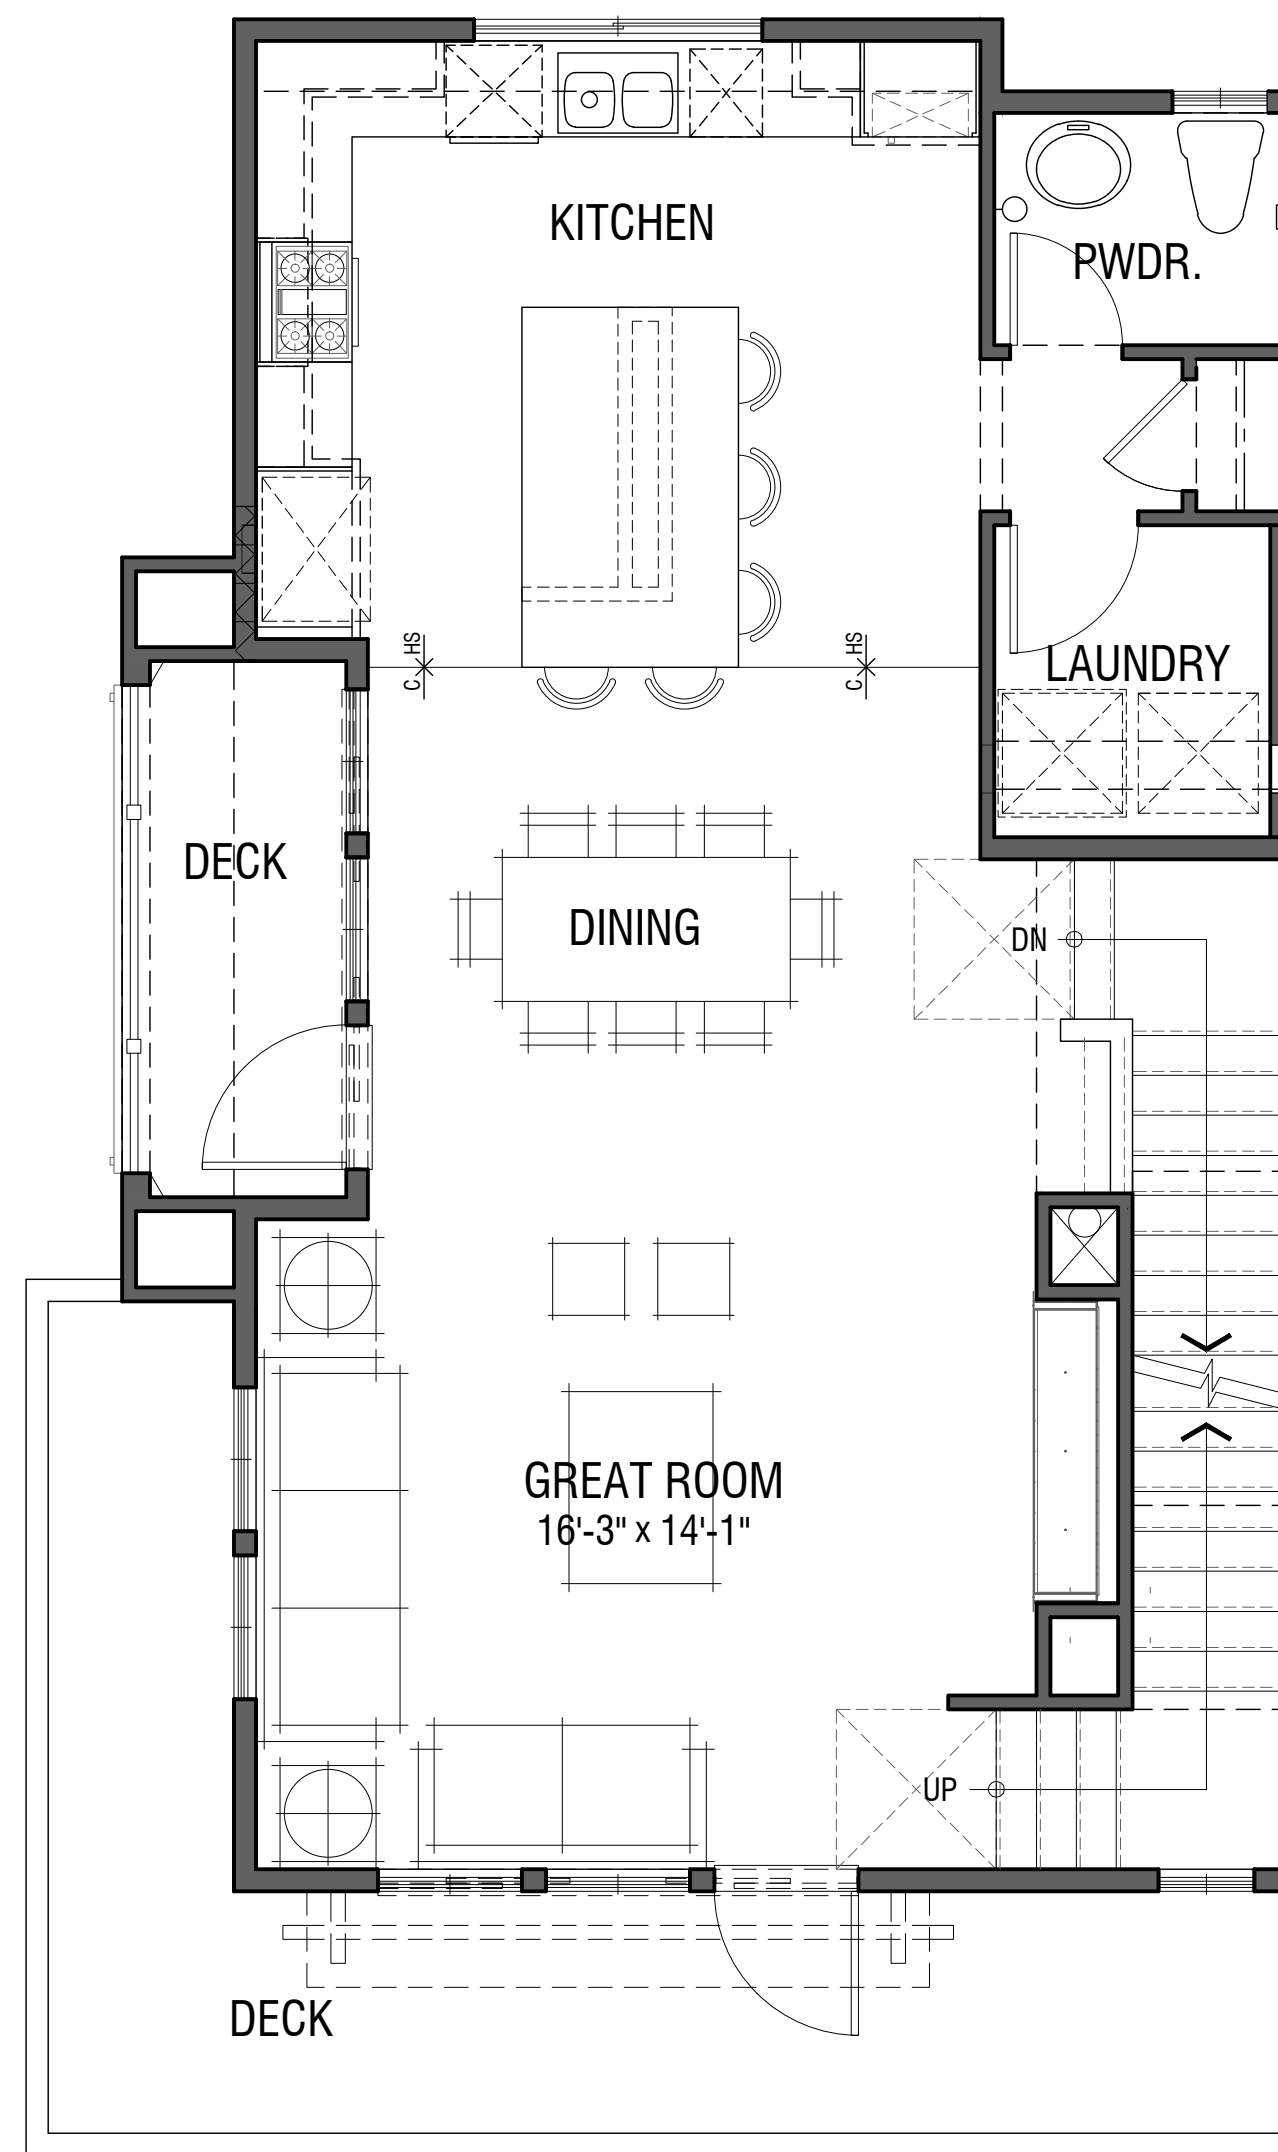 KITCHEN
PWDR.
C HS
C HS
LAUNDRY
DECK
DINING
DN
GREAT ROOM
16'-3" x 14'-1"
UP
DECK